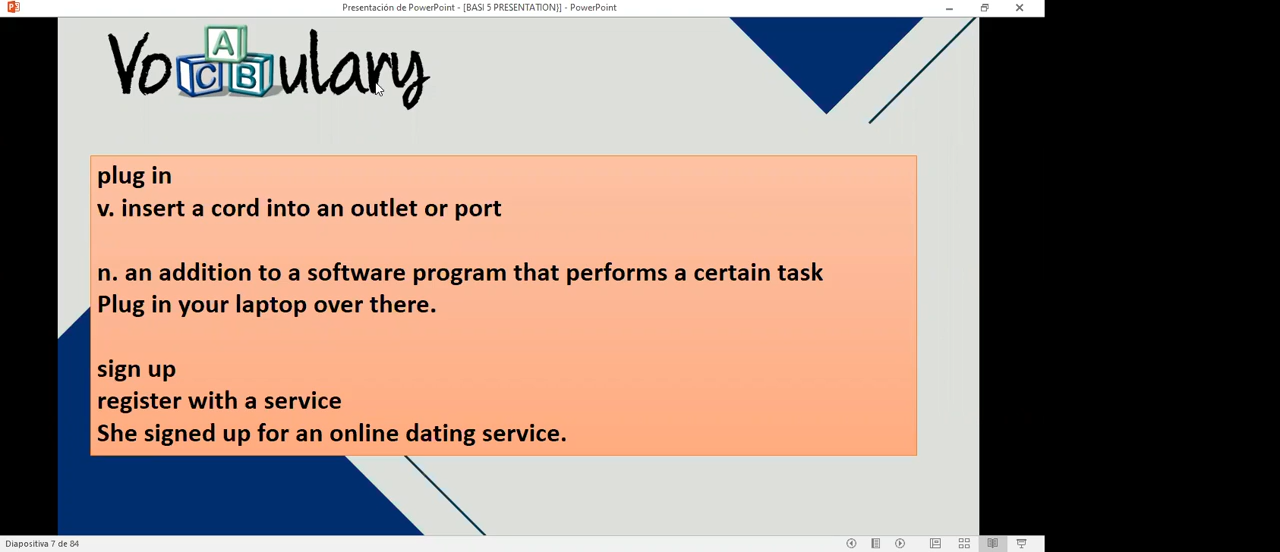 Presentación de PowerPoint - [BASI 5 PRESENTATION}] - PowerPoint
VoCABulary
plug in
v. insert a cord into an outlet or port
n. an addition to a software program that performs a certain task
Plug in your laptop over there.
sign up
register with a service
She signed up for an online dating service.
Diapositiva 7 de 84